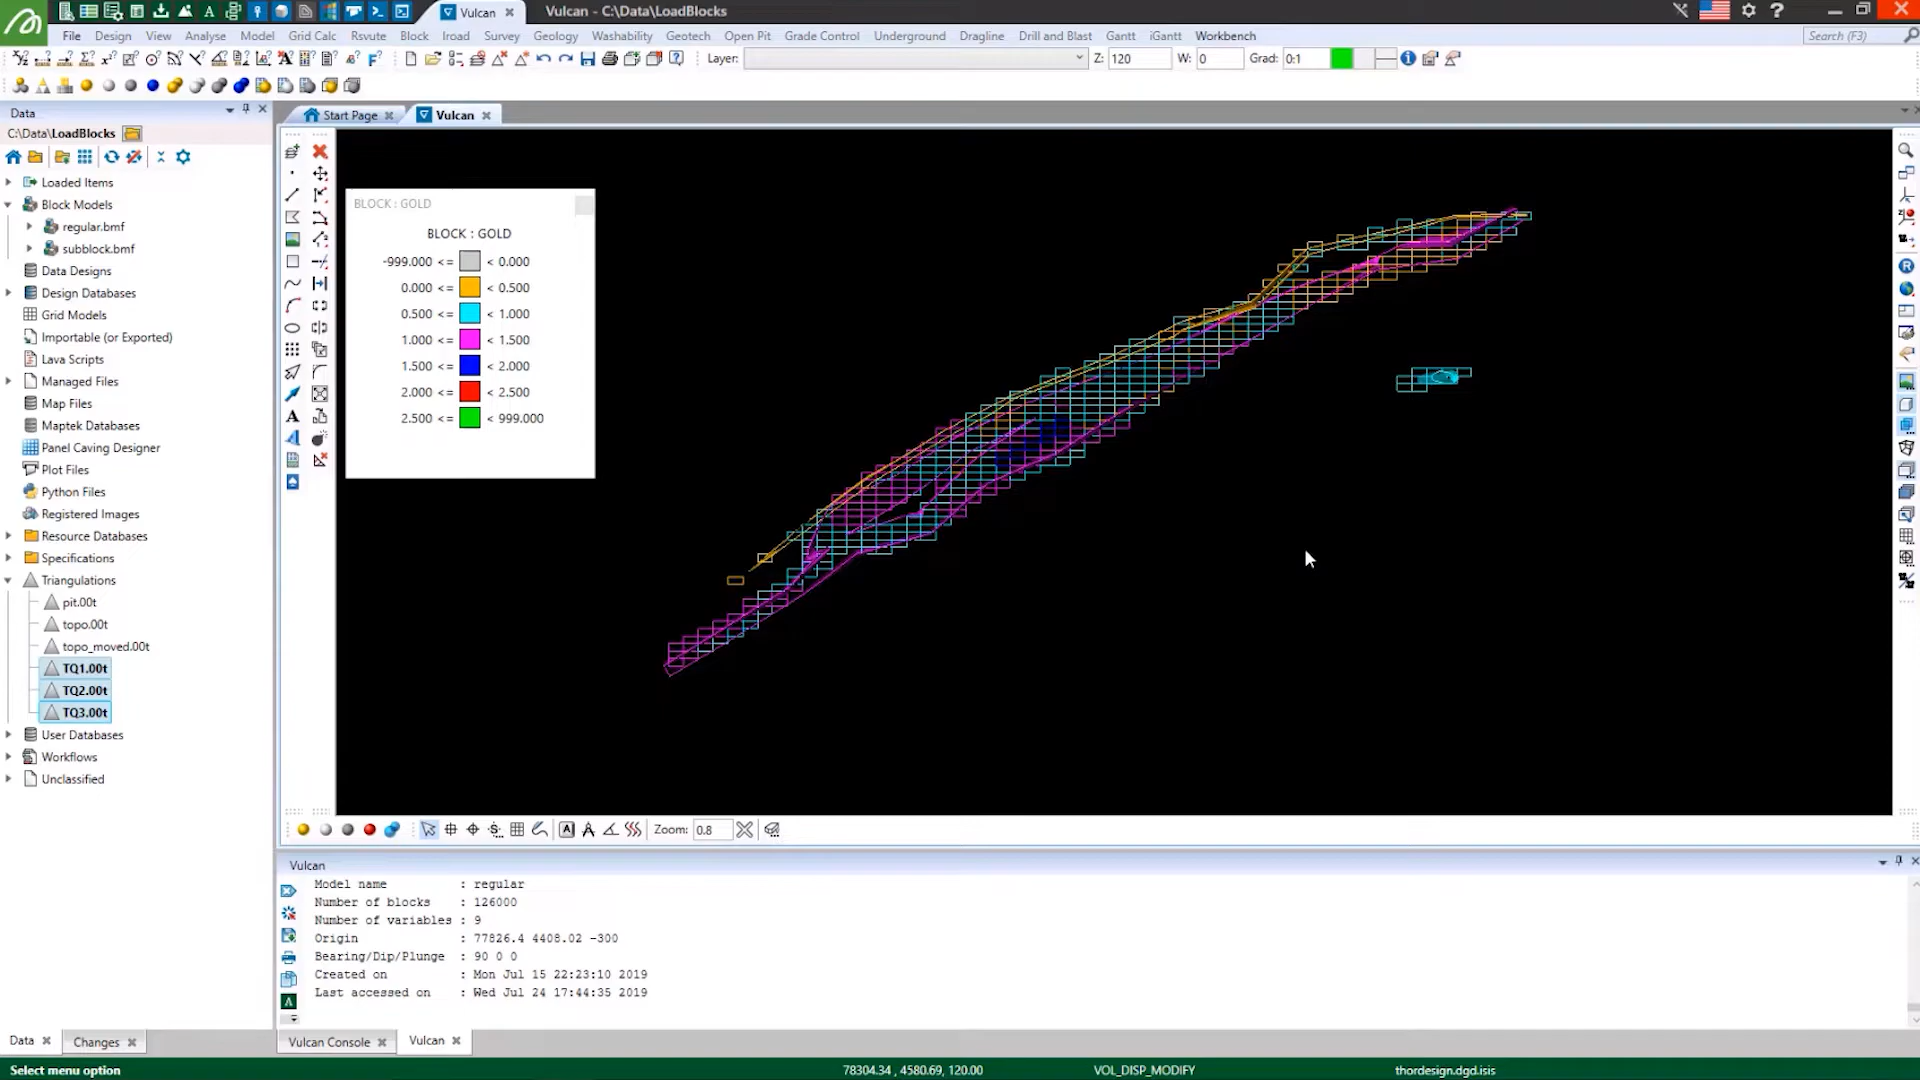 Vulcan
Vulcan - C:\Data\LoadBlocks
File Design View Analyse Model Grid Calc Rsvute Block Iroad Survey Geology Washability Geotech Open Pit Grade Control Underground Dragline Drill and Blast Gantt iGantt Workbench
Search (F3)
Layer: Z: 120 W: 0 Grad: 0:1
Data
C:\Data\LoadBlocks
Loaded Items
Block Models
regular.bmf
subblock.bmf
Data Designs
Design Databases
Grid Models
Importable (or Exported)
Lava Scripts
Managed Files
Map Files
Maptek Databases
Panel Caving Designer
Plot Files
Python Files
Registered Images
Resource Databases
Specifications
Triangulations
pit.00t
topo.00t
topo_moved.00t
TQ1.00t
TQ2.00t
TQ3.00t
User Databases
Workflows
Unclassified
Data Changes
Start Page Vulcan
BLOCK : GOLD
BLOCK : GOLD
-999.000 <= < 0.000
0.000 <= < 0.500
0.500 <= < 1.000
1.000 <= < 1.500
1.500 <= < 2.000
2.000 <= < 2.500
2.500 <= < 999.000
Zoom: 0.8
Vulcan
Model name : regular
Number of blocks : 126000
Number of variables : 9
Origin : 77826.4 4408.02 -300
Bearing/Dip/Plunge : 90 0 0
Created on : Mon Jul 15 22:23:10 2019
Last accessed on : Wed Jul 24 17:44:35 2019
Vulcan Console Vulcan
Select menu option
78304.34 , 4580.69, 120.00
VOL_DISP_MODIFY
thordesign.dgd.isis